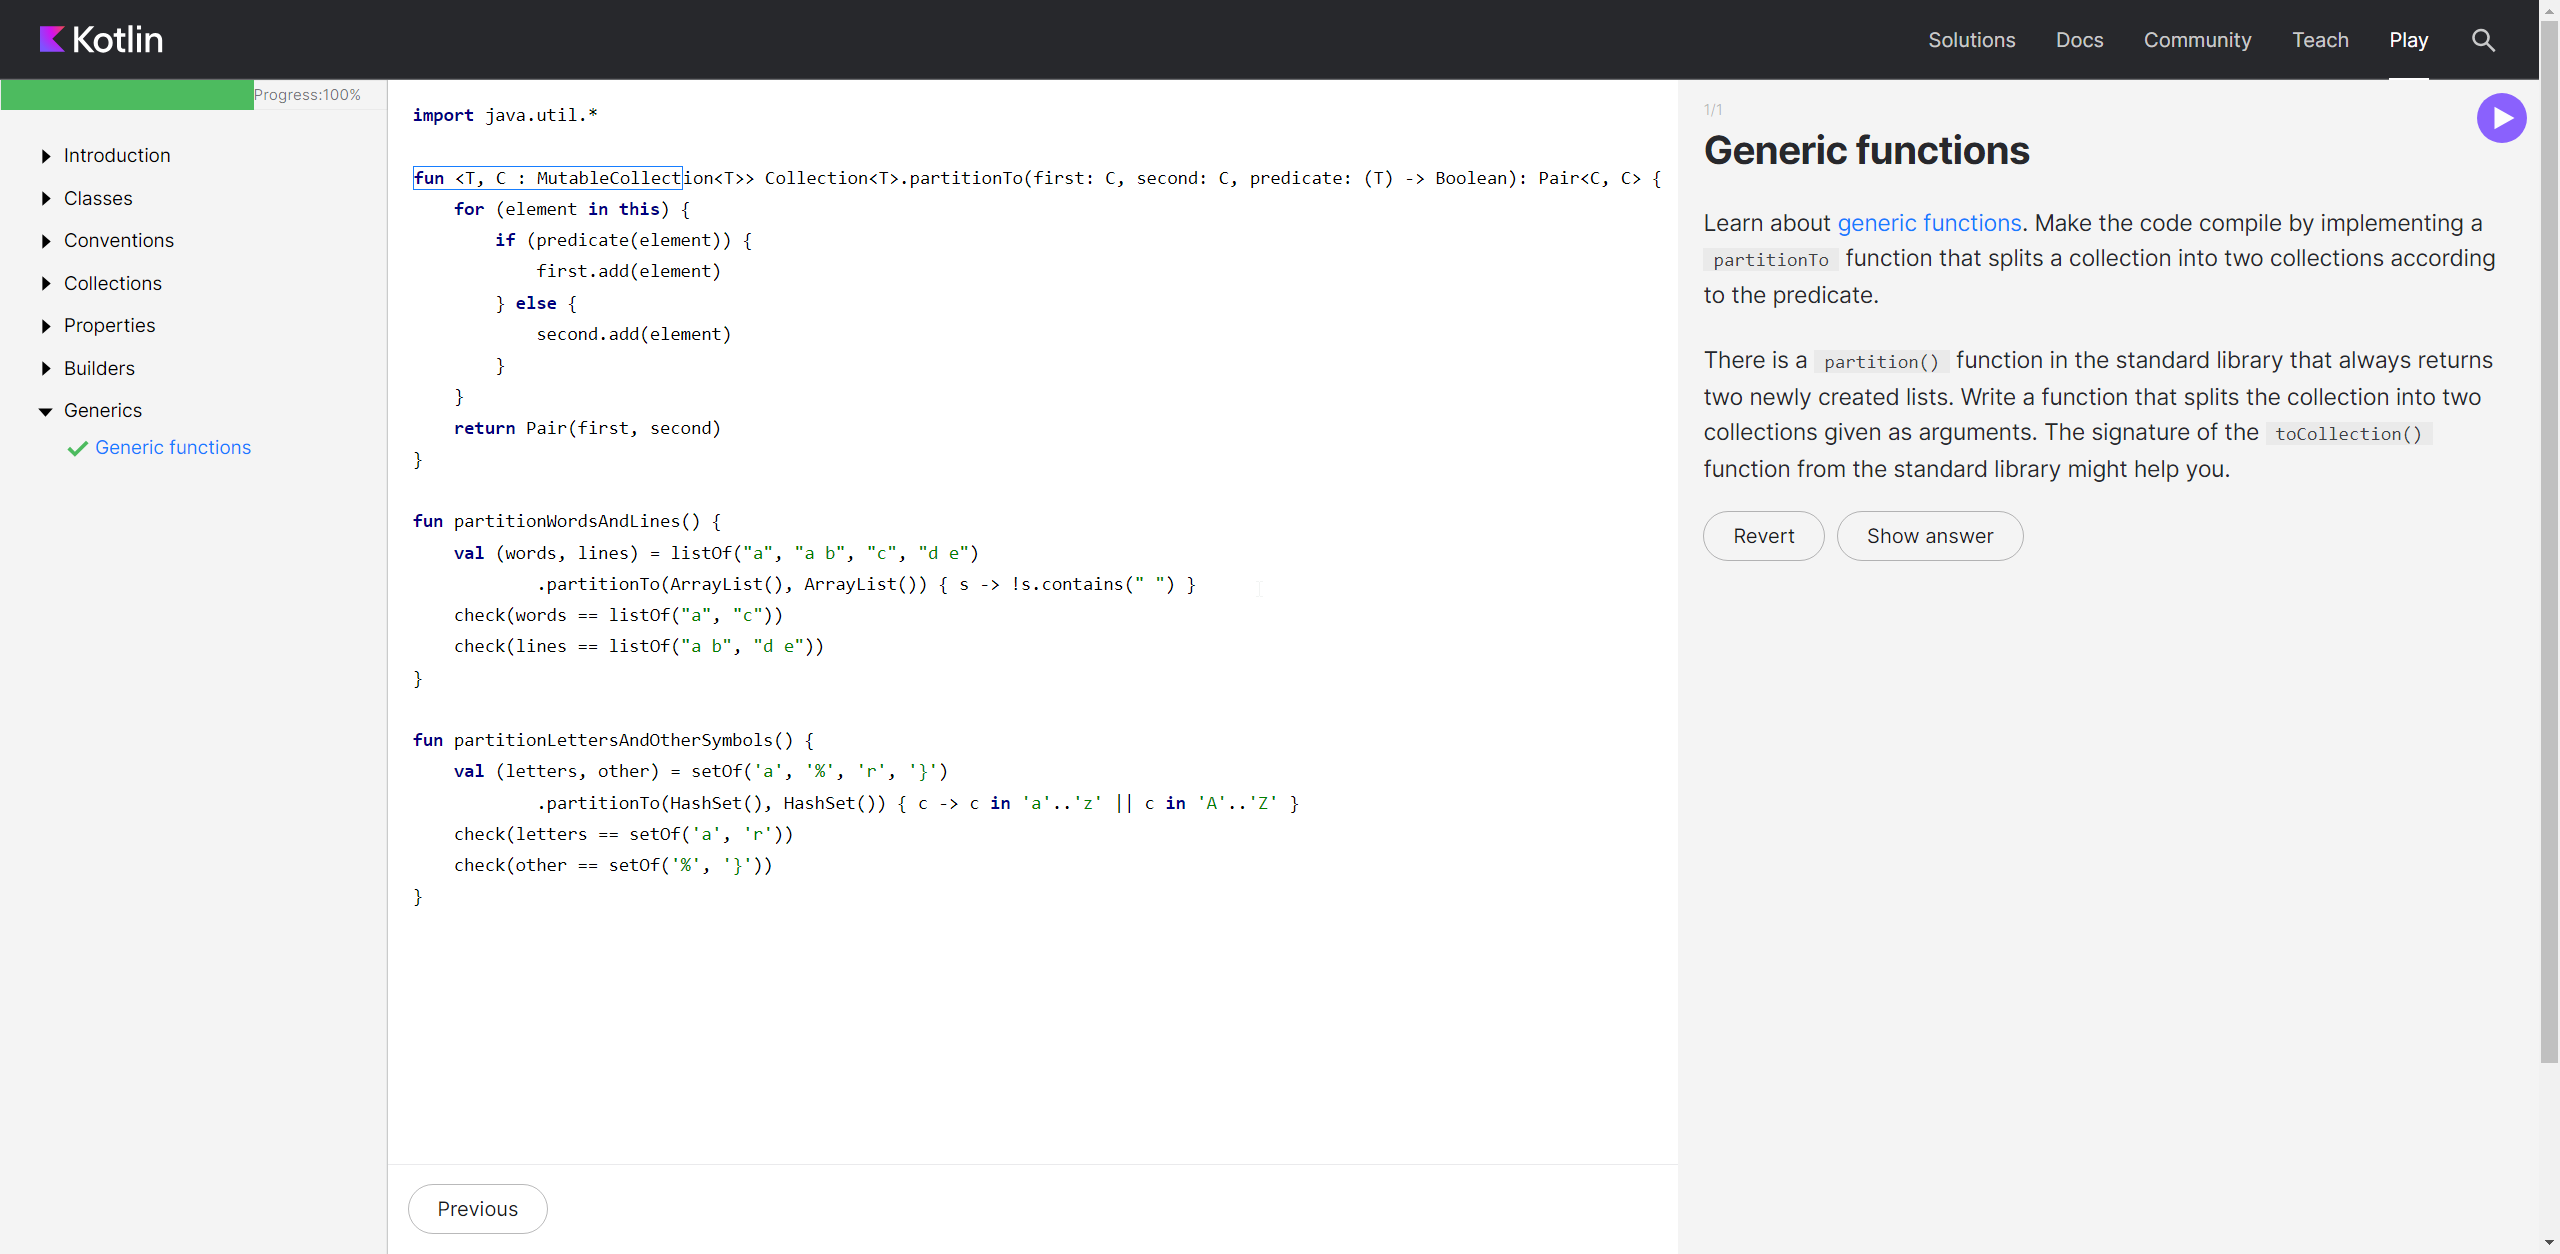 Kotlin
Solutions
Docs
Community
Teach
Play
Progress:100%
Introduction
Classes
Conventions
Collections
Properties
Builders
Generics
Generic functions
import java.util.*
fun <T, C : MutableCollection<T>> Collection<T>.partitionTo(first: C, second: C, predicate: (T) -> Boolean): Pair<C, C> {
    for (element in this) {
        if (predicate(element)) {
            first.add(element)
        } else {
            second.add(element)
        }
    }
    return Pair(first, second)
}
fun partitionWordsAndLines() {
    val (words, lines) = listOf("a", "a b", "c", "d e")
            .partitionTo(ArrayList(), ArrayList()) { s -> !s.contains(" ") }
    check(words == listOf("a", "c"))
    check(lines == listOf("a b", "d e"))
}
fun partitionLettersAndOtherSymbols() {
    val (letters, other) = setOf('a', '%', 'r', '}')
            .partitionTo(HashSet(), HashSet()) { c -> c in 'a'..'z' || c in 'A'..'Z' }
    check(letters == setOf('a', 'r'))
    check(other == setOf('%', '}'))
}
Previous
1/1
Generic functions
Learn about generic functions. Make the code compile by implementing a
partitionTo function that splits a collection into two collections according
to the predicate.
There is a partition() function in the standard library that always returns
two newly created lists. Write a function that splits the collection into two
collections given as arguments. The signature of the toCollection()
function from the standard library might help you.
Revert
Show answer